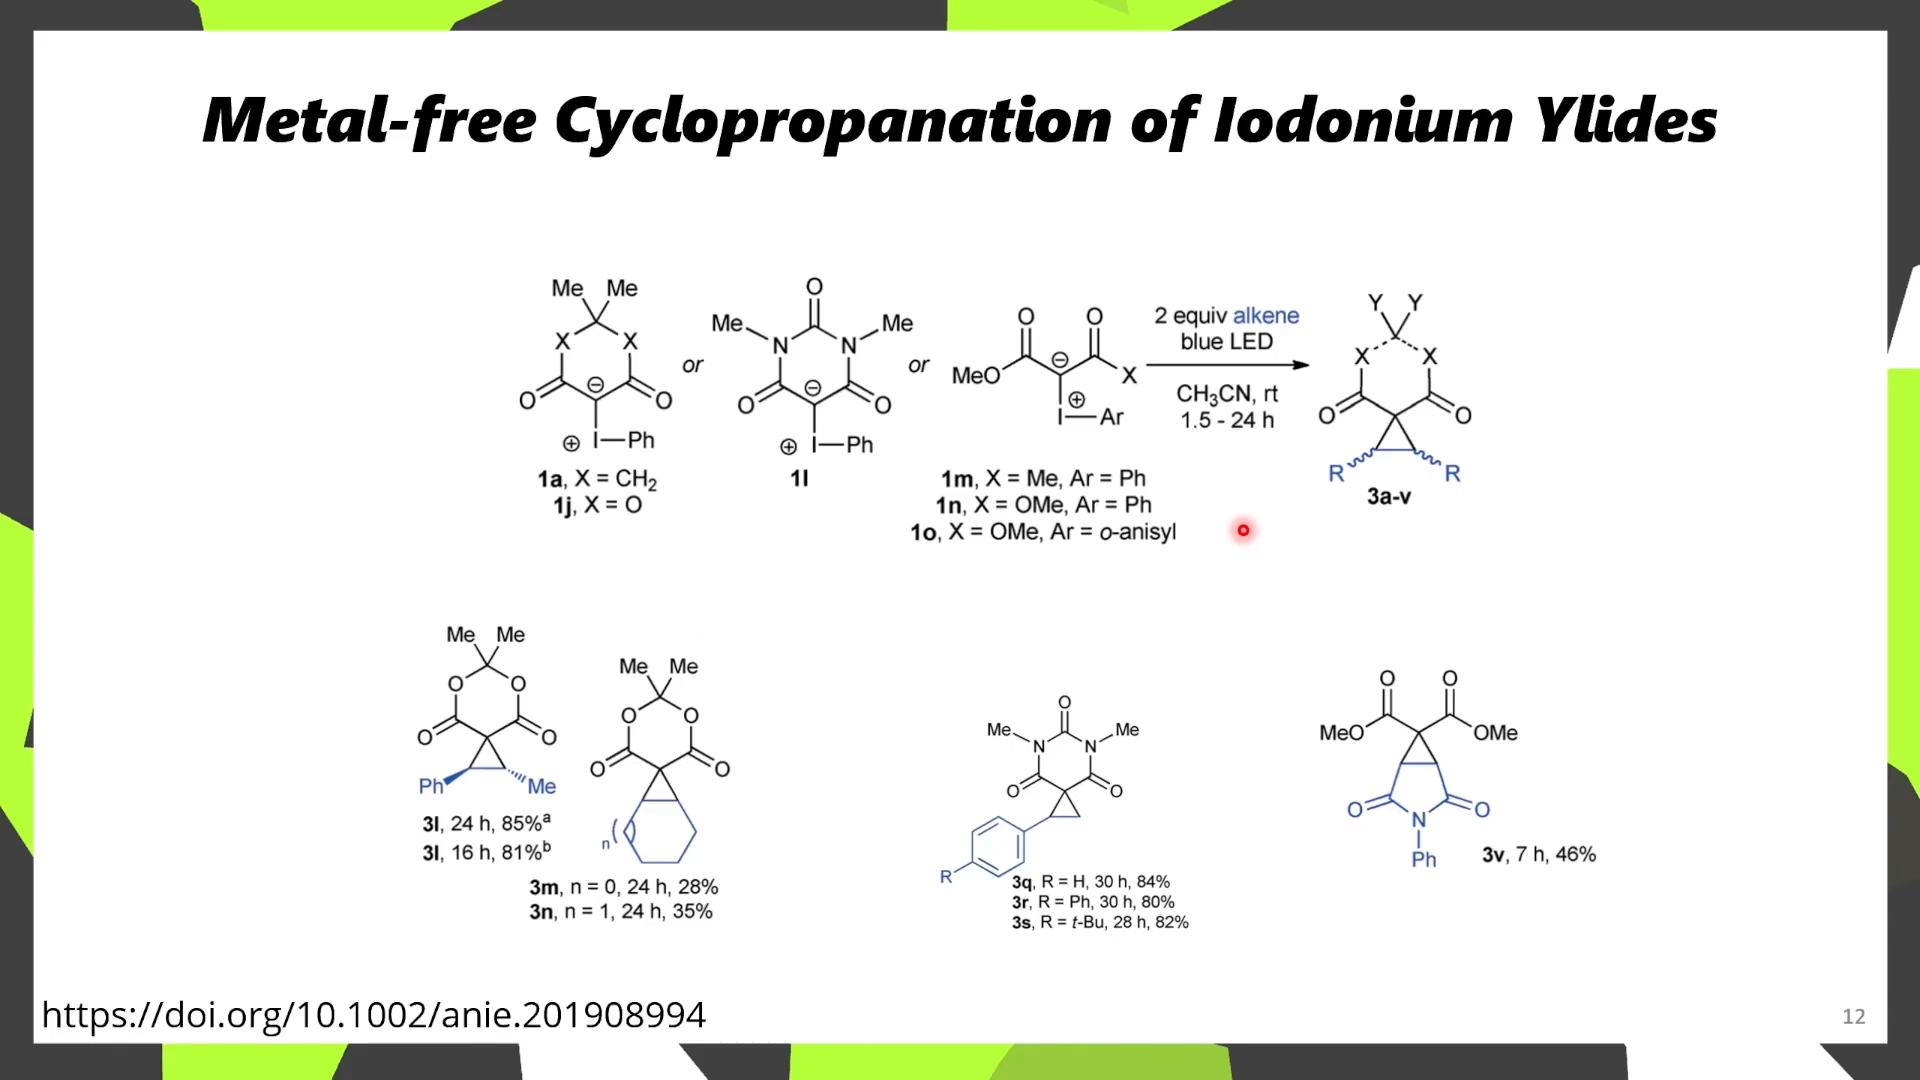 Metal-free Cyclopropanation of Iodonium Ylides
Me Me
X X
O ⊖ O
⊕ I—Ph
1a, X = CH2
1j, X = O
or
O
Me Me
N N
O ⊖ O
⊕ I—Ph
1l
or
O O
MeO ⊖ X
⊕
I—Ar
1m, X = Me, Ar = Ph
1n, X = OMe, Ar = Ph
1o, X = OMe, Ar = o-anisyl
2 equiv alkene
blue LED
CH3CN, rt
1.5 - 24 h
Y Y
X X
O O
R R
3a-v
Me Me
O O
O O
Ph Me
3l, 24 h, 85%a
3l, 16 h, 81%b
Me Me
O O
O O
n
3m, n = 0, 24 h, 28%
3n, n = 1, 24 h, 35%
O
Me Me
N N
O O
R
3q, R = H, 30 h, 84%
3r, R = Ph, 30 h, 80%
3s, R = t-Bu, 28 h, 82%
O O
MeO OMe
O O
N
Ph
3v, 7 h, 46%
https://doi.org/10.1002/anie.201908994
12